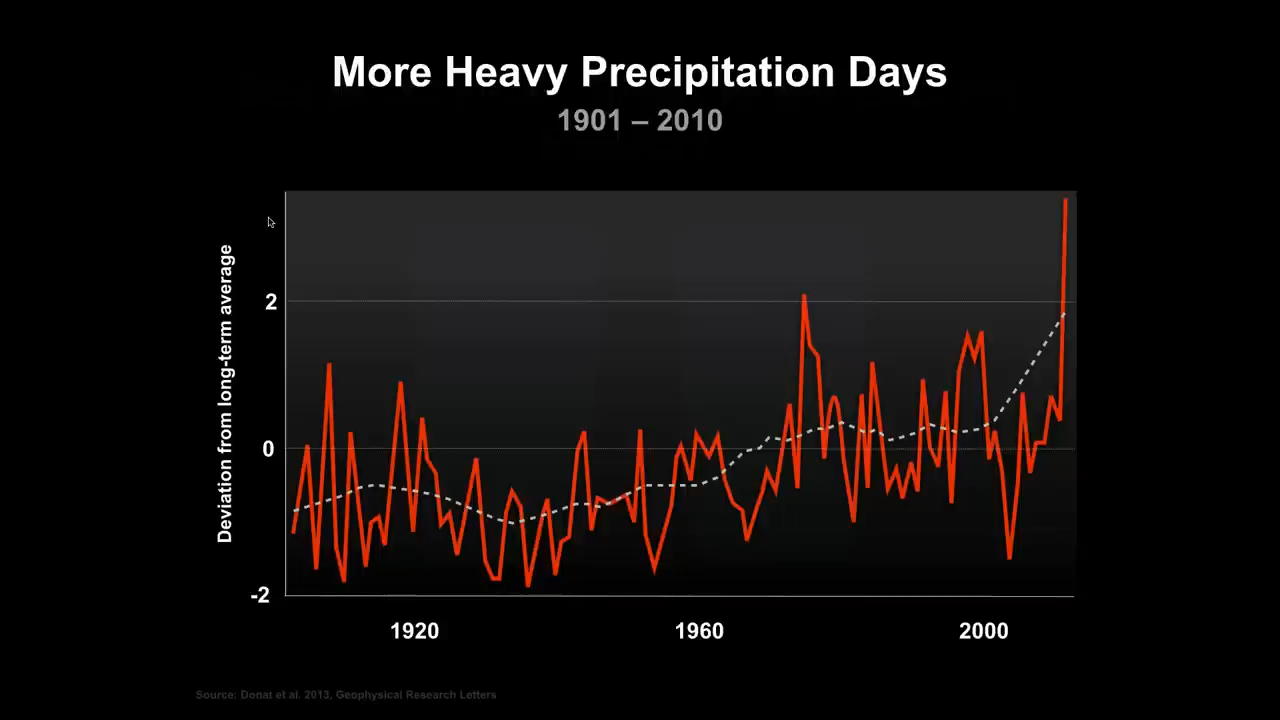 More Heavy Precipitation Days
1901 – 2010
Deviation from long-term average
2
0
-2
1920
1960
2000
Source: Donat et al. 2013, Geophysical Research Letters